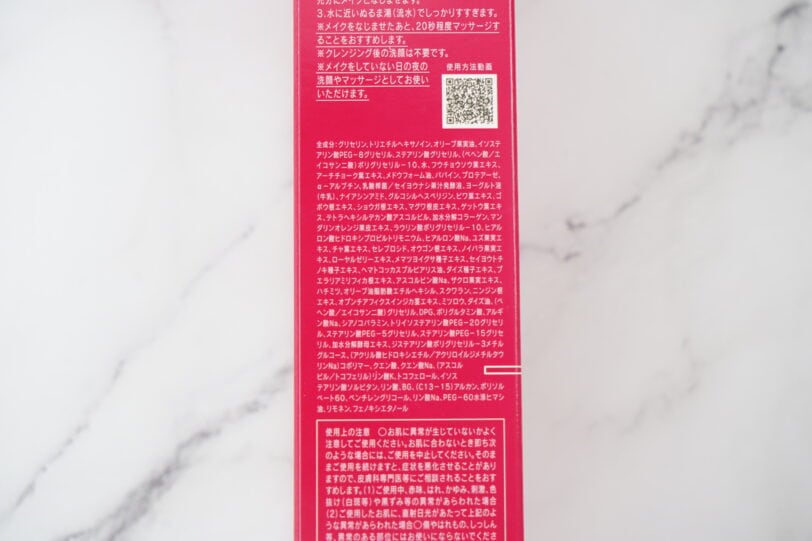 充分にメイクとなじませます。
3.水に近いぬるま湯(流水)でしっかりすすぎます。
※メイクをなじませたあと、20秒程度マッサージす
ることをおすすめします。
※クレンジング後の洗顔は不要です。
※メイクをしていない日の夜の
洗顔やマッサージとしてお使い
いただけます。
使用方法動画
全成分:グリセリン、トリエチルヘキサノイン、オリーブ果実油、イソステ
アリン酸PEG-8グリセリル、ステアリン酸グリセリル、(ベヘン酸/エ
イコサン二酸)ポリグリセリル-10、水、フウチョウソウ葉エキス、
アーチチョーク葉エキス、メドウフォーム油、パパイン、プロテアーゼ、
α-アルブチン、乳酸桿菌/セイヨウナシ果汁発酵液、ヨーグルト液
(牛乳)、ナイアシンアミド、グルコシルヘスペリジン、ビワ葉エキス、ゴ
ボウ根エキス、ショウガ根エキス、マグワ根皮エキス、ゲットウ葉エキ
ス、テトラヘキシルデカン酸アスコルビル、加水分解コラーゲン、マン
ダリンオレンジ果皮エキス、ラウリン酸ポリグリセリル-10、ヒアル
ロン酸ヒドロキシプロピルトリモニウム、ヒアルロン酸Na、ユズ果実エ
キス、チャ葉エキス、セレブロシド、オウゴン根エキス、ノイバラ果実エ
キス、ローヤルゼリーエキス、メマツヨイグサ種子エキス、セイヨウトチ
ノキ種子エキス、ヘマトコッカスプルビアリス油、ダイズ種子エキス、プ
エラリアミリフィカ根エキス、アスコルビン酸Na、ザクロ果実エキス、
ハチミツ、オリーブ油脂肪酸エチルヘキシル、スクワラン、ニンジン根
エキス、オプンチアフィクスインジカ茎エキス、ミツロウ、ダイズ油、(ベ
ヘン酸/エイコサン二酸)グリセリル、DPG、ポリグルタミン酸、アルギ
ン酸Na、シアノコバラミン、トリイソステアリン酸PEG-20グリセリ
ル、ステアリン酸PEG-5グリセリル、ステアリン酸PEG-15グリセ
リル、加水分解酵母エキス、ジステアリン酸ポリグリセリル-3メチル
グルコース、(アクリル酸ヒドロキシエチル/アクリロイルジメチルタウ
リンNa)コポリマー、クエン酸、クエン酸Na、(アスコル
ビル/トコフェリル)リン酸K、トコフェロール、イソス
テアリン酸ソルビタン、リン酸、BG、(C13-15)アルカン、ポリソル
ベート60、ペンチレングリコール、リン酸Na、PEG-60水添ヒマシ
油、リモネン、フェノキシエタノール
使用上の注意 ○お肌に異常が生じていないかよく
注意してご使用ください。お肌に合わないとき即ち次
のような場合には、ご使用を中止してください。そのま
まご使用を続けますと、症状を悪化させることがあり
ますので、皮膚科専門医等にご相談されることをおす
すめします。(1)ご使用中、赤味、はれ、かゆみ、刺激、色
抜け(白斑等)や黒ずみ等の異常があらわれた場合
(2)ご使用したお肌に、直射日光があたって上記のよ
うな異常があらわれた場合○傷やはれもの、しっしん
等、異常のある部位にはお使いにならないでくださ